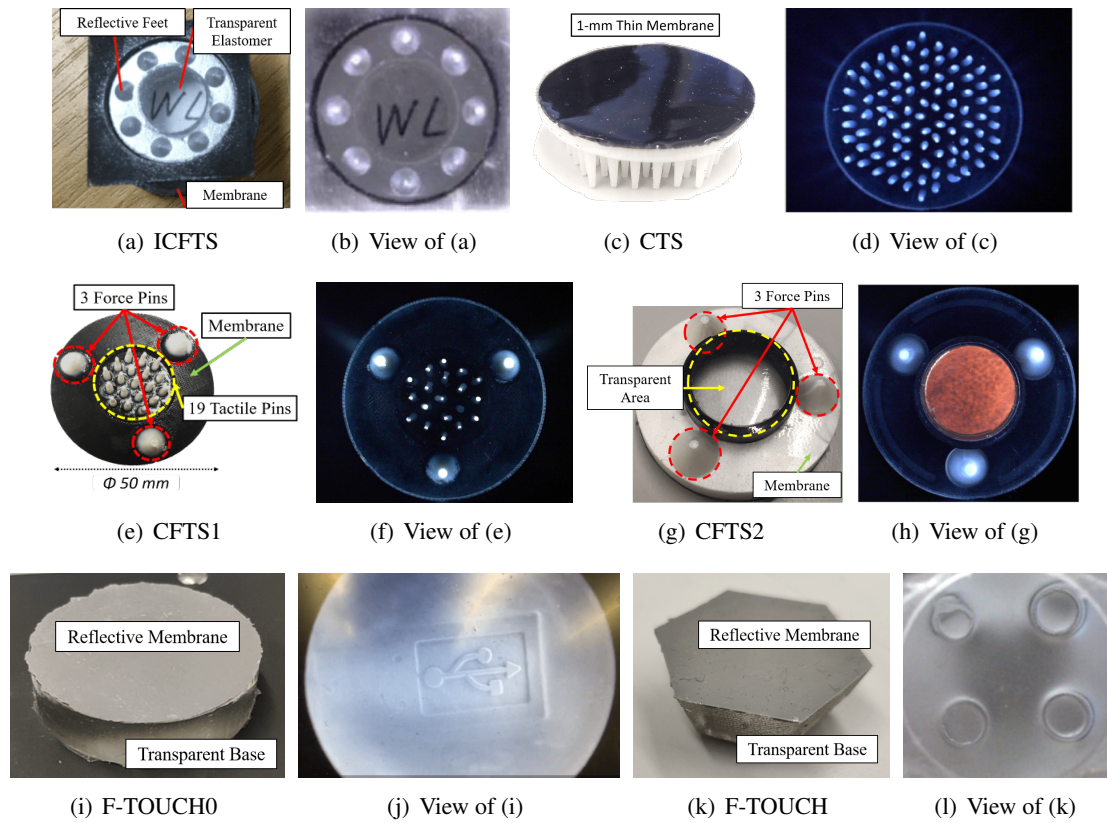 Reflective Feet
Transparent
Elastomer
WL
Membrane
WL
1-mm Thin Membrane
(a) ICFTS
(b) View of (a)
(c) CTS
(d) View of (c)
3 Force Pins
Membrane
19 Tactile Pins
Φ 50 mm
3 Force Pins
Transparent
Area
Membrane
(e) CFTS1
(f) View of (e)
(g) CFTS2
(h) View of (g)
Reflective Membrane
Transparent Base
Reflective Membrane
Transparent Base
(i) F-TOUCH0
(j) View of (i)
(k) F-TOUCH
(l) View of (k)